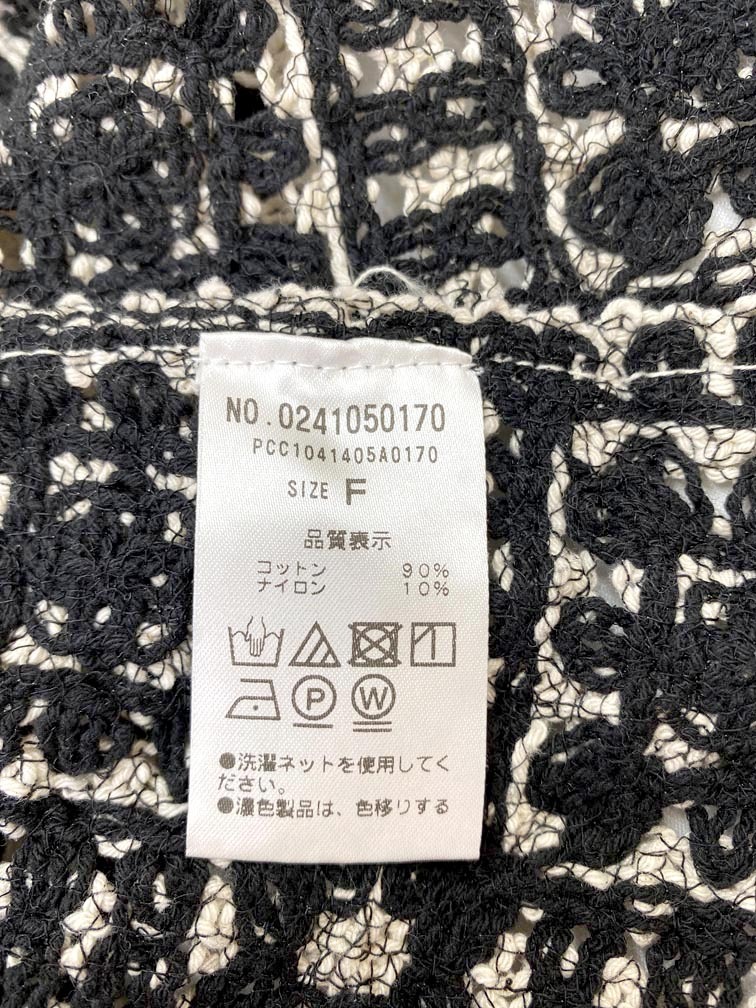 NO.0241050170
PCC1041405A0170
SIZE F
品質表示
コットン 90%
ナイロン 10%
P W
●洗濯ネットを使用してく
ださい。
●濃色製品は、色移りする